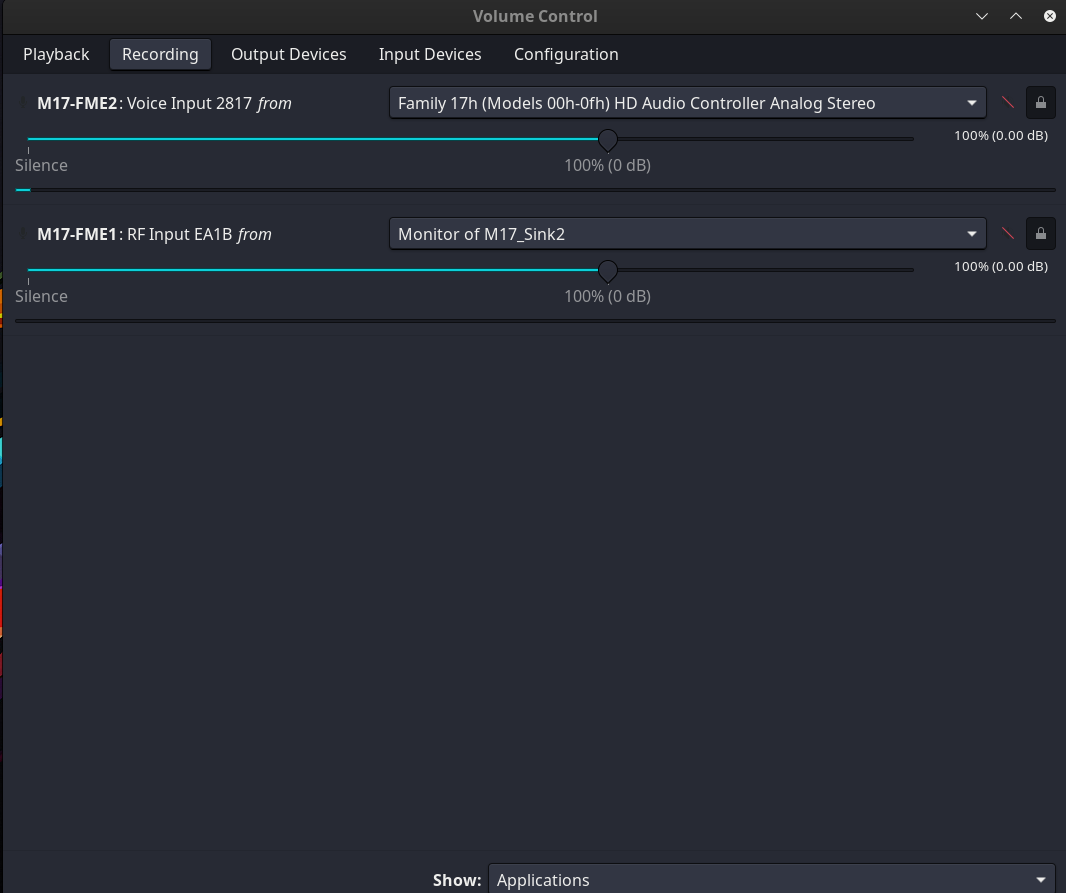 Volume Control
Playback Recording Output Devices Input Devices Configuration
M17-FME2: Voice Input 2817 from Family 17h (Models 00h-0fh) HD Audio Controller Analog Stereo
100% (0.00 dB)
Silence 100% (0 dB)
M17-FME1: RF Input EA1B from Monitor of M17_Sink2
100% (0.00 dB)
Silence 100% (0 dB)
Show: Applications